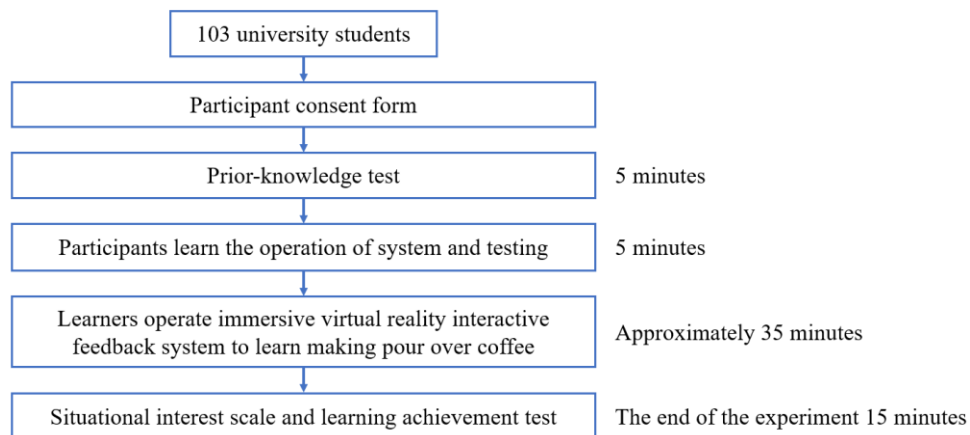 103 university students
Participant consent form
Prior-knowledge test
5 minutes
Participants learn the operation of system and testing
5 minutes
Learners operate immersive virtual reality interactive
feedback system to learn making pour over coffee
Approximately 35 minutes
Situational interest scale and learning achievement test
The end of the experiment 15 minutes